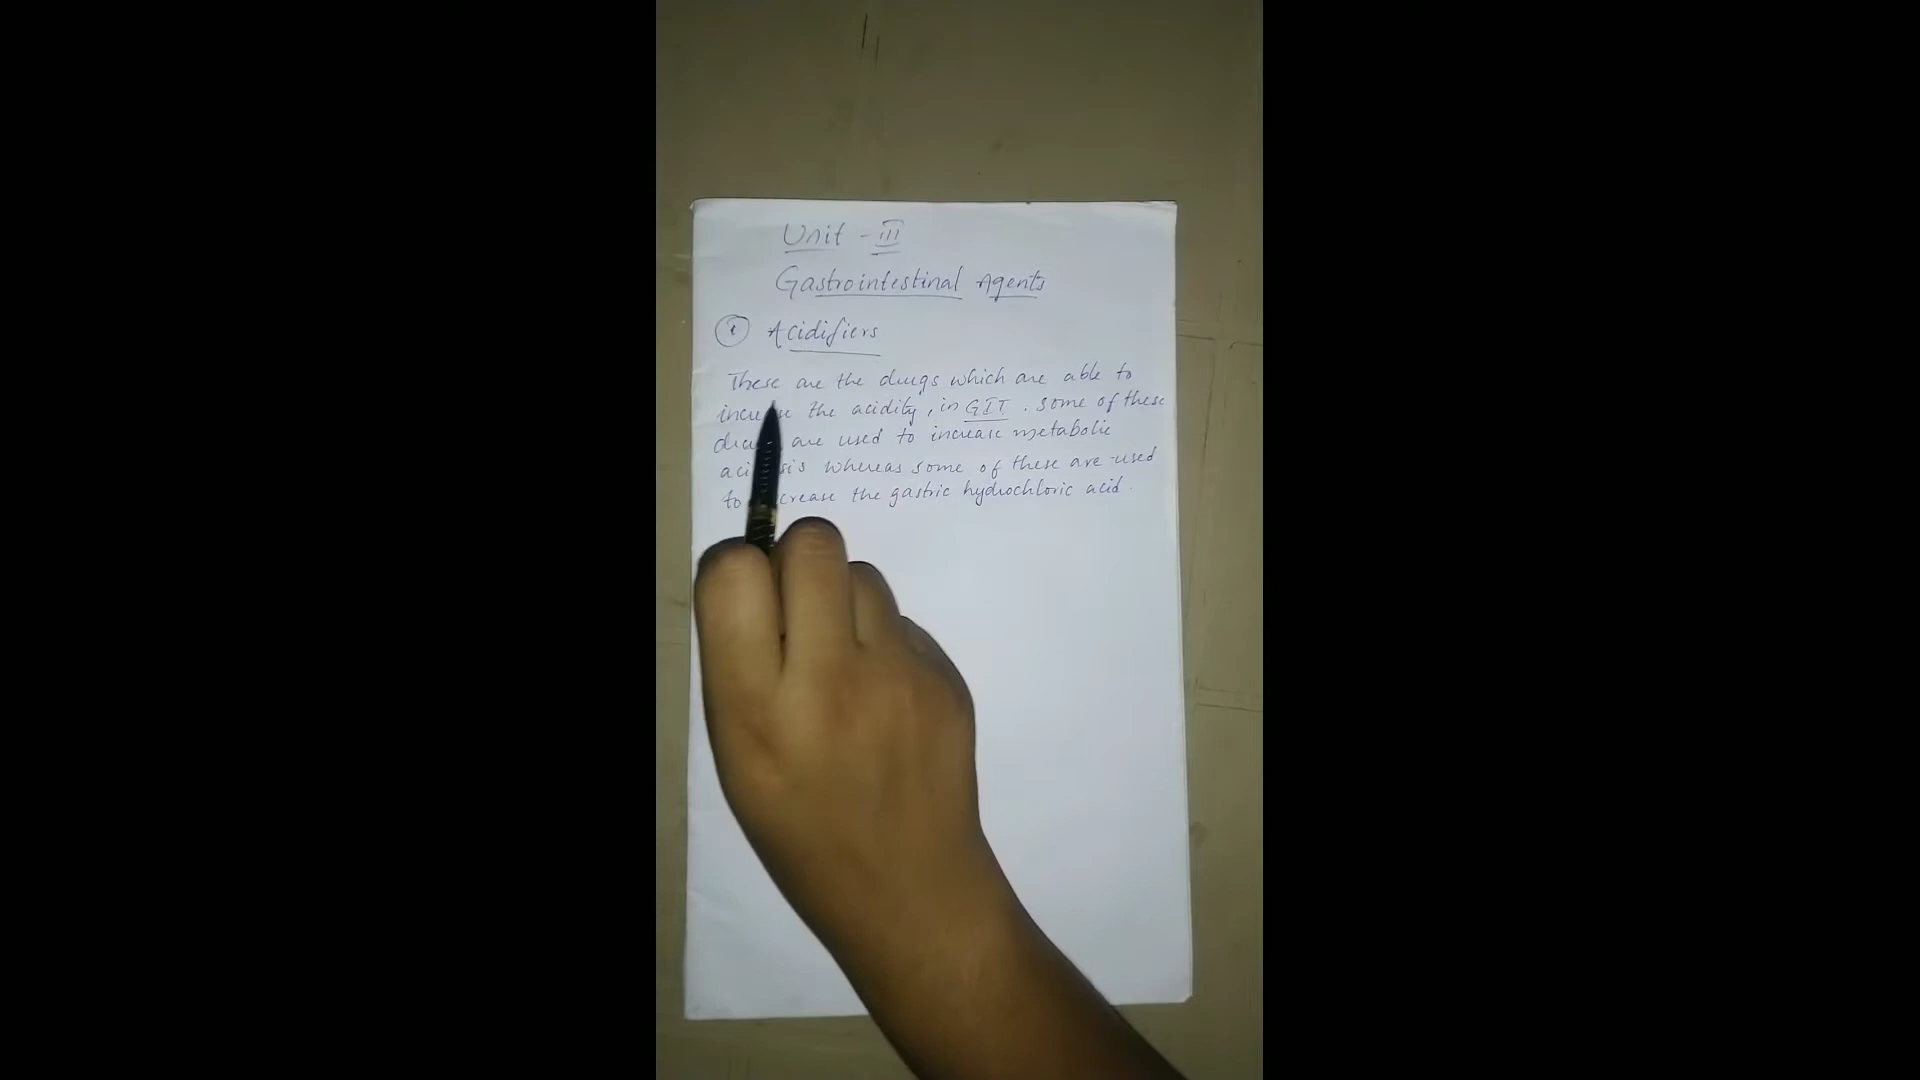 Unit - III
Gastrointestinal Agents
1 Acidifiers
These are the drugs which are able to
the acidity, in GIT. Some of these
are used to increase metabolic
whereas some of these are used
to the gastric hydrochloric acid.